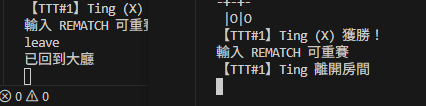 【TTT#1】Ting (X)
輸入 REMATCH 可重賽
leave
已回到大廳
0 0
-+-+-
|O|O
【TTT#1】Ting (X) 獲勝！
輸入 REMATCH 可重賽
【TTT#1】Ting 離開房間